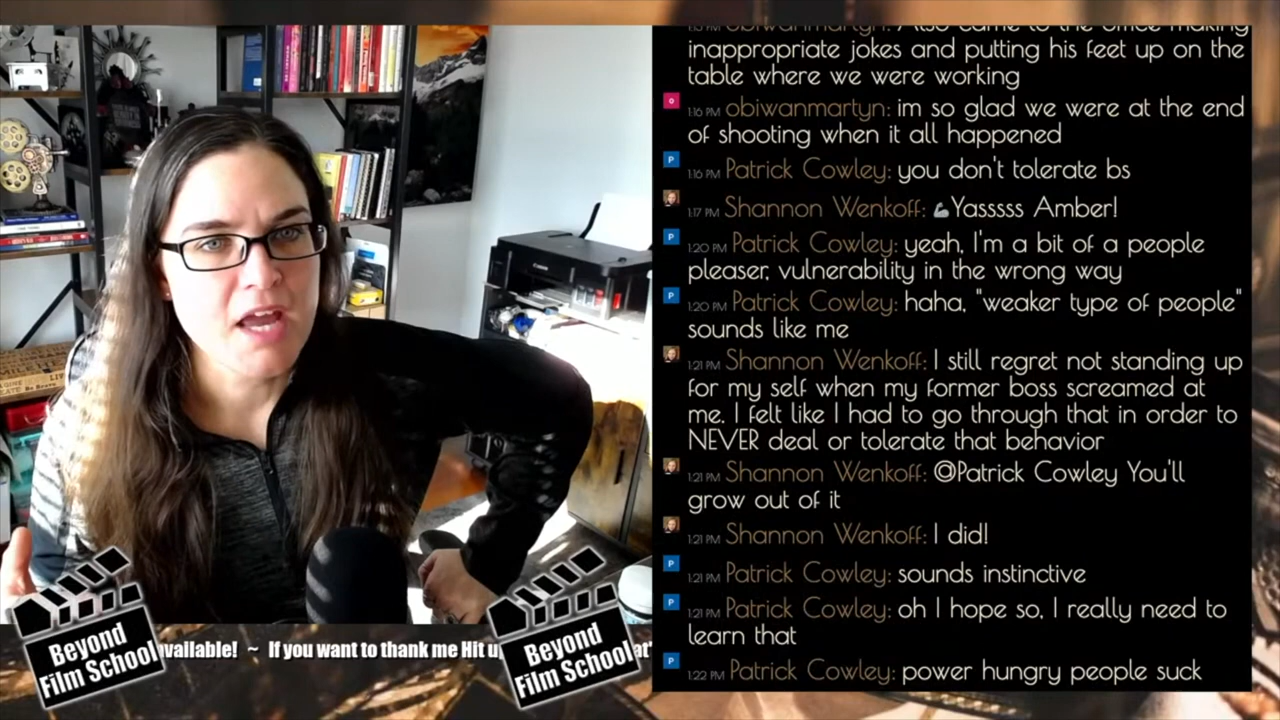 inappropriate jokes and putting his feet up on the
table where we were working
1:16 PM obiwanmartyn: im so glad we were at the end
of shooting when it all happened
1:16 PM Patrick Cowley: you don't tolerate bs
1:17 PM Shannon Wenkoff: 💪Yasssss Amber!
1:20 PM Patrick Cowley: yeah, I'm a bit of a people
pleaser, vulnerability in the wrong way
1:20 PM Patrick Cowley: haha, "weaker type of people"
sounds like me
1:21 PM Shannon Wenkoff: I still regret not standing up
for my self when my former boss screamed at
me. I felt like I had to go through that in order to
NEVER deal or tolerate that behavior
1:21 PM Shannon Wenkoff: @Patrick Cowley You'll
grow out of it
1:21 PM Shannon Wenkoff: I did!
1:21 PM Patrick Cowley: sounds instinctive
1:21 PM Patrick Cowley: oh I hope so, I really need to
learn that
1:22 PM Patrick Cowley: power hungry people suck
Canon
Beyond
Film School
vailable! ~ If you want to thank me Hit u
Beyond
Film School